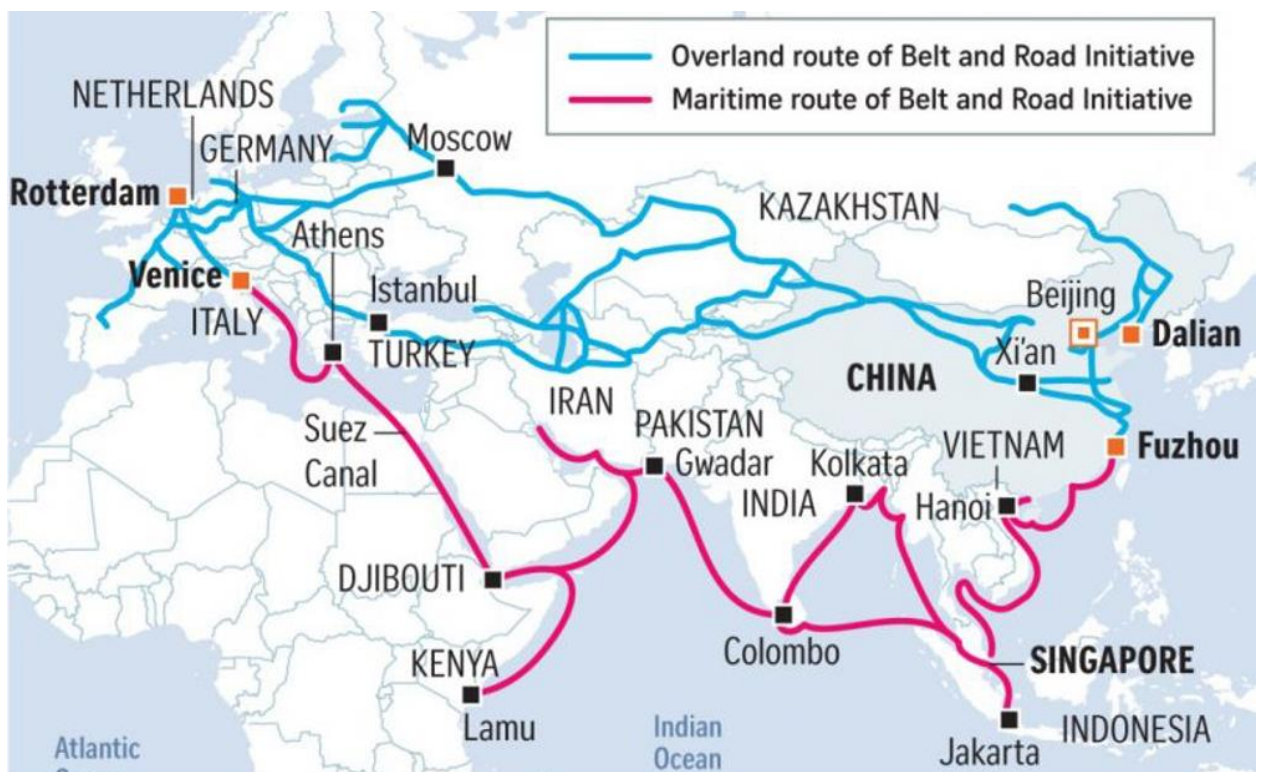 Overland route of Belt and Road Initiative
Maritime route of Belt and Road Initiative
NETHERLANDS
GERMANY
Moscow
Rotterdam
KAZAKHSTAN
Athens
Venice
Istanbul
Beijing
ITALY
Dalian
TURKEY
Xi'an
CHINA
IRAN
Suez
Canal
PAKISTAN
Gwadar
Kolkata
VIETNAM
Fuzhou
INDIA
Hanoi
DJIBOUTI
Colombo
KENYA
SINGAPORE
Lamu
Indian
Ocean
INDONESIA
Jakarta
Atlantic